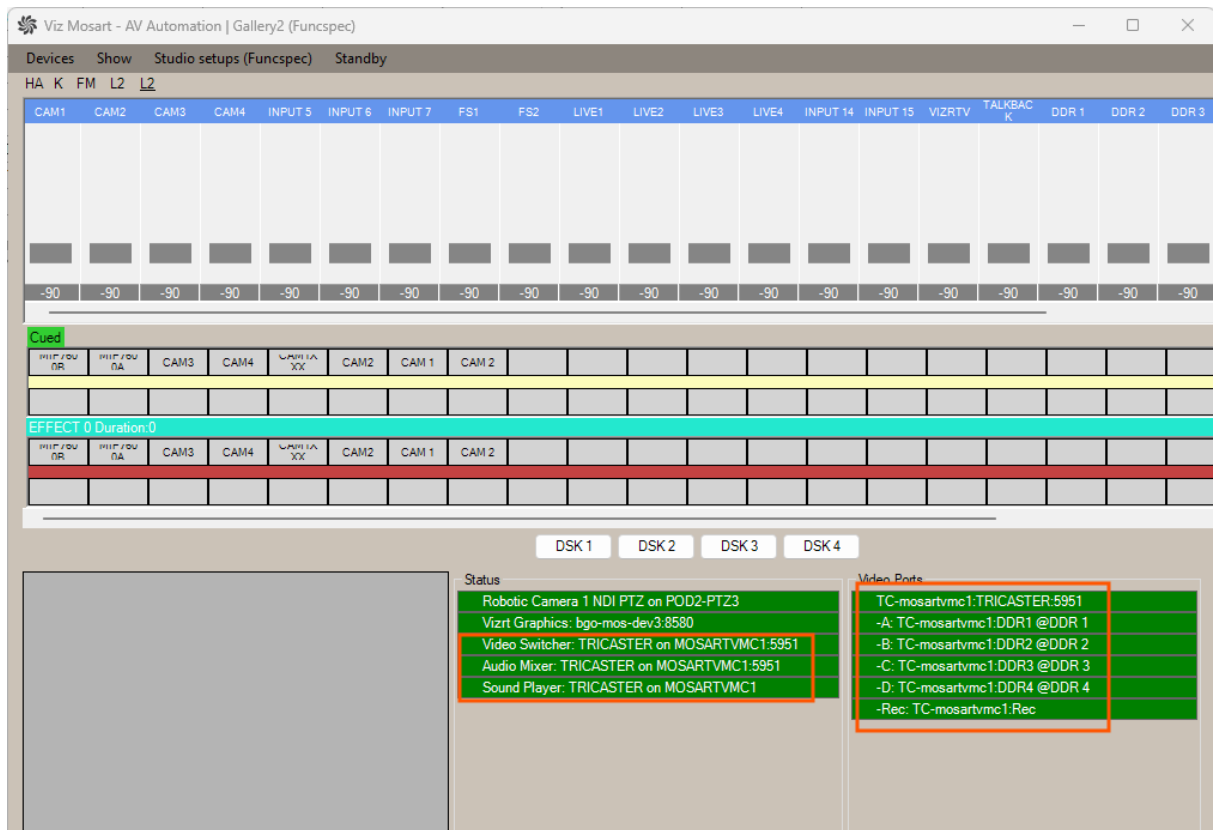 Viz Mosart - AV Automation | Gallery2 (Funcspec)
Devices Show Studio setups (Funcspec) Standby
HA K FM L2 L2
CAM1 CAM2 CAM3 CAM4 INPUT 5 INPUT 6 INPUT 7 FS1 FS2 LIVE1 LIVE2 LIVE3 LIVE4 INPUT 14 INPUT 15 VIZRTV TALKBAC K DDR 1 DDR 2 DDR 3
-90 -90 -90 -90 -90 -90 -90 -90 -90 -90 -90 -90 -90 -90 -90 -90 -90 -90 -90 -90
Cued
CAM3 CAM4 CAM2 CAM 1 CAM 2
EFFECT 0 Duration:0
CAM3 CAM4 CAM2 CAM 1 CAM 2
DSK 1 DSK 2 DSK 3 DSK 4
Status
Robotic Camera 1 NDI PTZ on POD2-PTZ3
Vizrt Graphics: bgo-mos-dev3:8580
Video Switcher: TRICASTER on MOSARTVMC1:5951
Audio Mixer: TRICASTER on MOSARTVMC1:5951
Sound Player: TRICASTER on MOSARTVMC1
Video Ports
TC-mosartvmc1:TRICASTER:5951
-A: TC-mosartvmc1:DDR1 @DDR 1
-B: TC-mosartvmc1:DDR2 @DDR 2
-C: TC-mosartvmc1:DDR3 @DDR 3
-D: TC-mosartvmc1:DDR4 @DDR 4
-Rec: TC-mosartvmc1:Rec